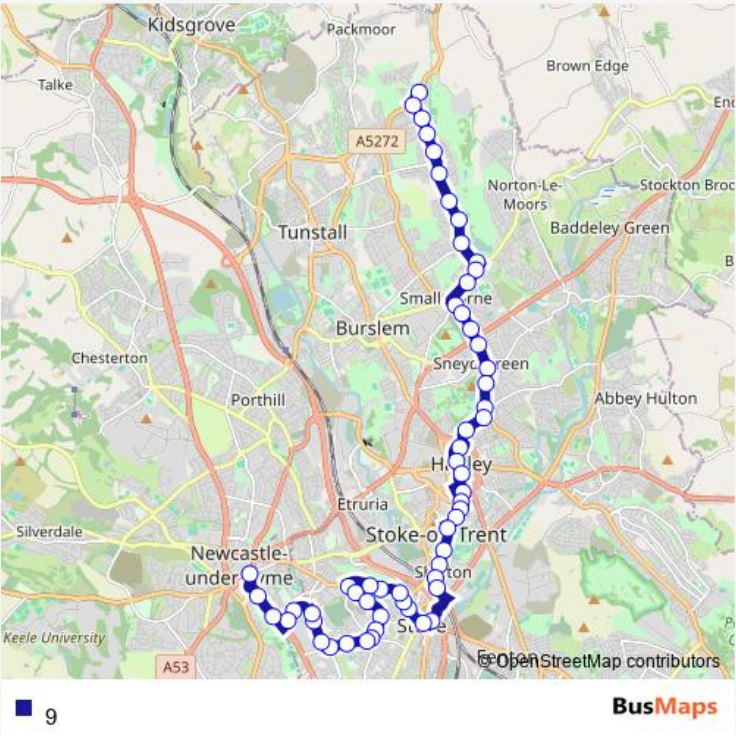 Kidsgrove
Packmoor
Brown Edge
Talke
A5272
Norton-Le-
Moors
Stockton Broo
Baddeley Green
Tunstall
Burslem
Chesterton
Abbey Hulton
Porthill
Etruria
Silverdale
Stoke-on-Trent
Newcastle-
Keele University
A53
© OpenStreetMap contributors
9
BusMaps